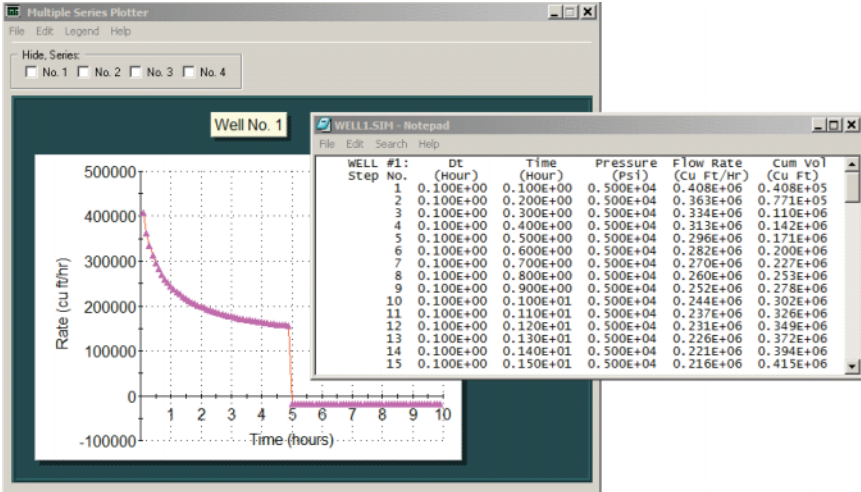 Multiple Series Plotter
File Edit Legend Help
Hide, Series:
No. 1 No. 2 No. 3 No. 4
Well No. 1
500000
400000
300000
200000
100000
0
-100000
Rate (cu ft/hr)
1 2 3 4 5 6 7 8 9 10
Time (hours)
WELL1.SIM - Notepad
File Edit Search Help
WELL #1: Dt Time Pressure Flow Rate Cum Vol
Step No. (Hour) (Hour) (Psi) (Cu Ft/Hr) (Cu Ft)
1 0.100E+00 0.100E+00 0.500E+04 0.408E+06 0.408E+05
2 0.100E+00 0.200E+00 0.500E+04 0.363E+06 0.771E+05
3 0.100E+00 0.300E+00 0.500E+04 0.334E+06 0.110E+06
4 0.100E+00 0.400E+00 0.500E+04 0.313E+06 0.142E+06
5 0.100E+00 0.500E+00 0.500E+04 0.296E+06 0.171E+06
6 0.100E+00 0.600E+00 0.500E+04 0.282E+06 0.200E+06
7 0.100E+00 0.700E+00 0.500E+04 0.270E+06 0.227E+06
8 0.100E+00 0.800E+00 0.500E+04 0.260E+06 0.253E+06
9 0.100E+00 0.900E+00 0.500E+04 0.252E+06 0.278E+06
10 0.100E+00 0.100E+01 0.500E+04 0.244E+06 0.302E+06
11 0.100E+00 0.110E+01 0.500E+04 0.237E+06 0.326E+06
12 0.100E+00 0.120E+01 0.500E+04 0.231E+06 0.349E+06
13 0.100E+00 0.130E+01 0.500E+04 0.226E+06 0.372E+06
14 0.100E+00 0.140E+01 0.500E+04 0.221E+06 0.394E+06
15 0.100E+00 0.150E+01 0.500E+04 0.216E+06 0.415E+06